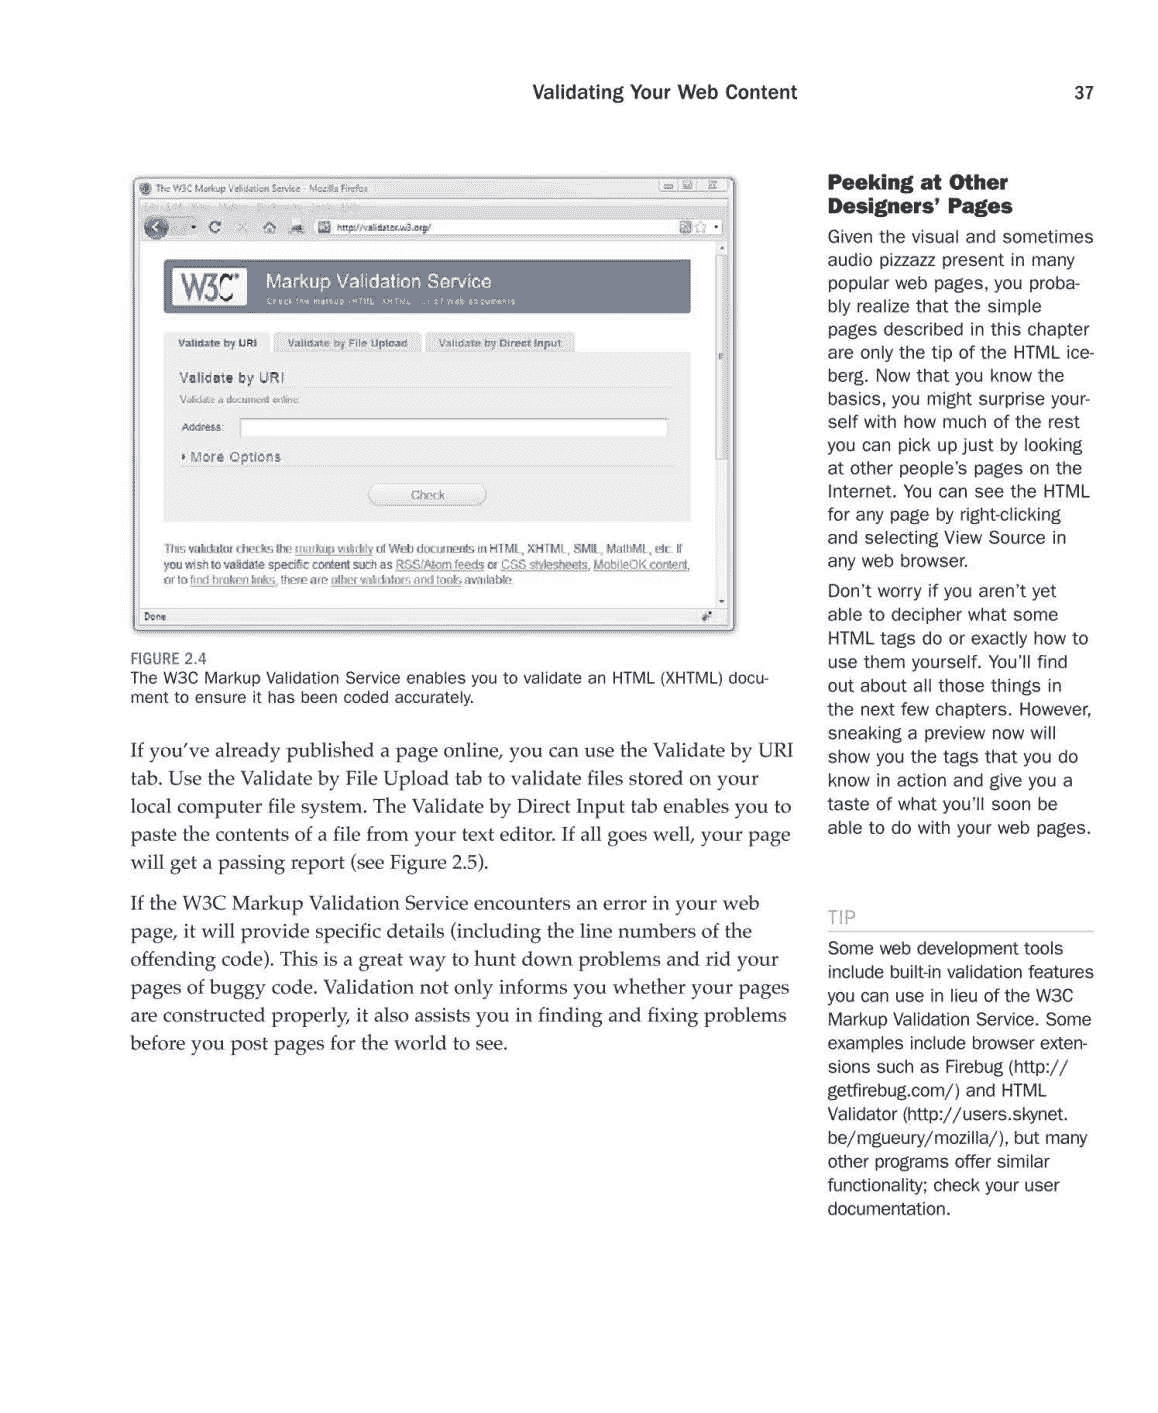 Validating Your Web Content
37
The W3C Markup Validation Service - Mozilla Firefox
http://validator.w3.org/
W3C®
Markup Validation Service
Check the markup (HTML, XHTML, ...) of Web documents
Validate by URI
Validate by File Upload
Validate by Direct Input
Validate by URI
Validate a document online:
Address:
More Options
Check
This validator checks the markup validity of Web documents in HTML, XHTML, SMIL, MathML, etc. If
you wish to validate specific content such as RSS/Atom feeds or CSS stylesheets, MobileOK content,
or to find broken links, there are other validators and tools available.
Done
FIGURE 2.4
The W3C Markup Validation Service enables you to validate an HTML (XHTML) docu-
ment to ensure it has been coded accurately.
If you’ve already published a page online, you can use the Validate by URI
tab. Use the Validate by File Upload tab to validate files stored on your
local computer file system. The Validate by Direct Input tab enables you to
paste the contents of a file from your text editor. If all goes well, your page
will get a passing report (see Figure 2.5).
If the W3C Markup Validation Service encounters an error in your web
page, it will provide specific details (including the line numbers of the
offending code). This is a great way to hunt down problems and rid your
pages of buggy code. Validation not only informs you whether your pages
are constructed properly, it also assists you in finding and fixing problems
before you post pages for the world to see.
Peeking at Other
Designers’ Pages
Given the visual and sometimes
audio pizzazz present in many
popular web pages, you proba-
bly realize that the simple
pages described in this chapter
are only the tip of the HTML ice-
berg. Now that you know the
basics, you might surprise your-
self with how much of the rest
you can pick up just by looking
at other people’s pages on the
Internet. You can see the HTML
for any page by right-clicking
and selecting View Source in
any web browser.
Don’t worry if you aren’t yet
able to decipher what some
HTML tags do or exactly how to
use them yourself. You’ll find
out about all those things in
the next few chapters. However,
sneaking a preview now will
show you the tags that you do
know in action and give you a
taste of what you’ll soon be
able to do with your web pages.
TIP
Some web development tools
include built-in validation features
you can use in lieu of the W3C
Markup Validation Service. Some
examples include browser exten-
sions such as Firebug (http://
getfirebug.com/) and HTML
Validator (http://users.skynet.
be/mgueury/mozilla/), but many
other programs offer similar
functionality; check your user
documentation.